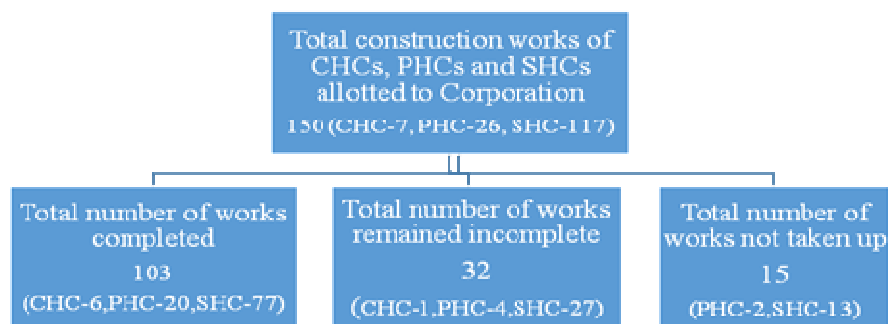 Total construction works of
CHCs, PHCs and SHCs
allotted to Corporation
150 (CHC-7, PHC-26, SHC-117)
Total number of works
completed
103
(CHC-6,PHC-20,SHC-77)
Total number of works
remained incomplete
32
(CHC-1,PHC-4,SHC-27)
Total number of
works not taken up
15
(PHC-2,SHC-13)